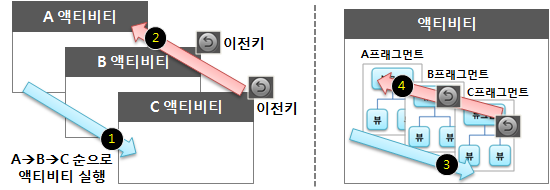 A 액티비티
2
이전키
B 액티비티
이전키
C 액티비티
1
A→B→C 순으로
액티비티 실행
액티비티
A프래그먼트
4
B프래그먼트
C프래그먼트
뷰
뷰
뷰
뷰
뷰
3